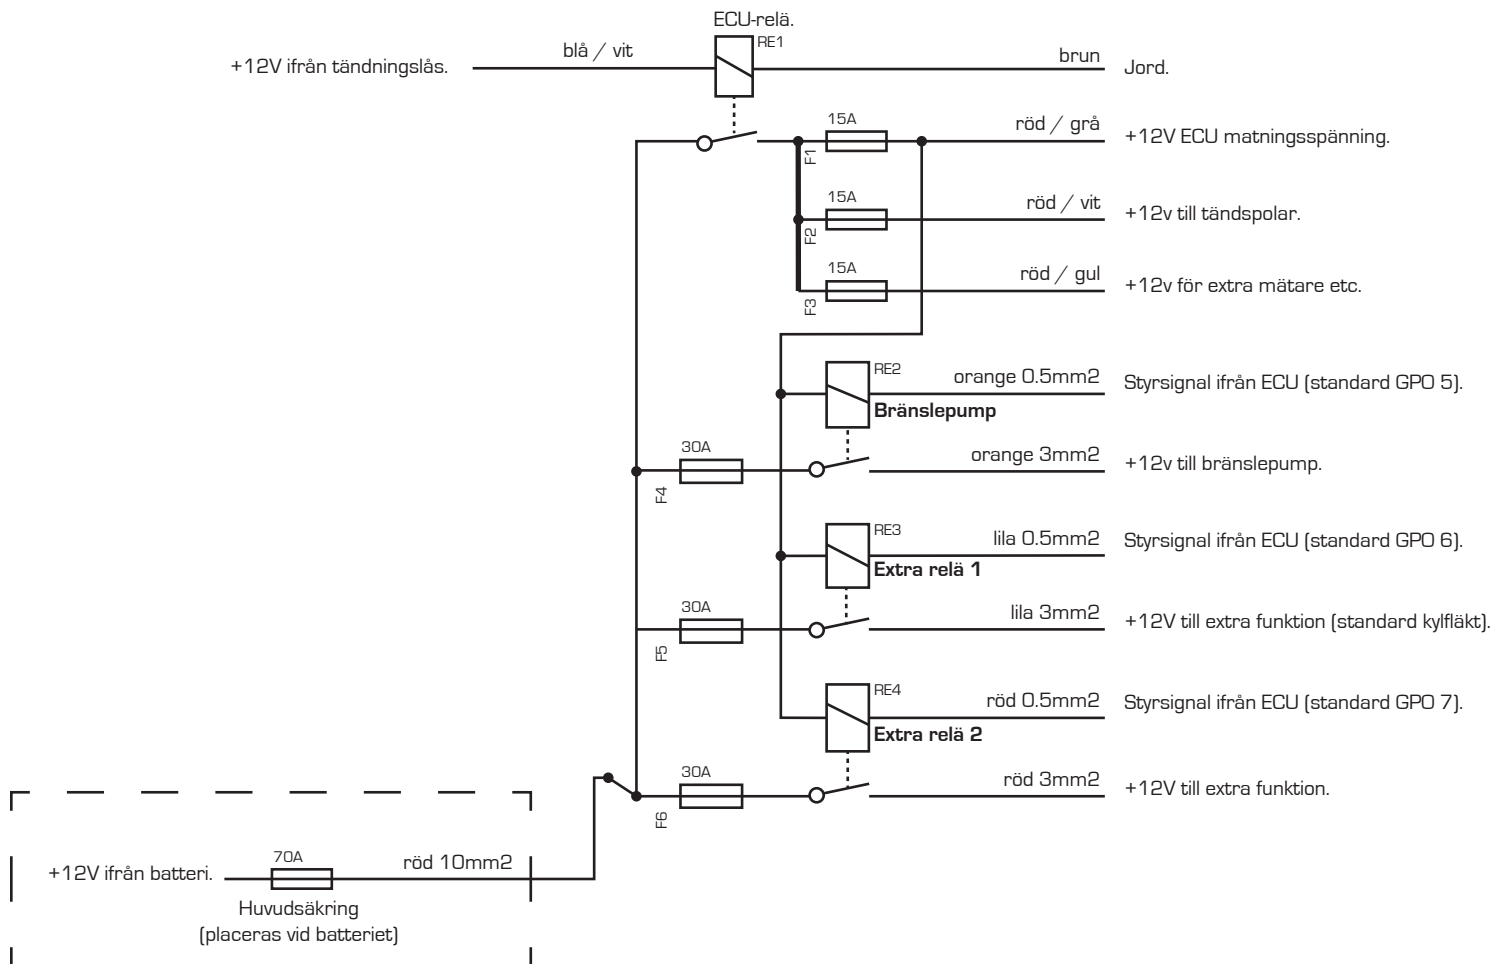 ECU-relä.
RE1
blå / vit
+12V ifrån tändningslås.
brun
Jord.
15A
F1
röd / grå
+12V ECU matningsspänning.
15A
F2
röd / vit
+12v till tändspolar.
15A
F3
röd / gul
+12v för extra mätare etc.
RE2
orange 0.5mm2
Styrsignal ifrån ECU (standard GPO 5).
Bränslepump
30A
F4
orange 3mm2
+12v till bränslepump.
RE3
lila 0.5mm2
Styrsignal ifrån ECU (standard GPO 6).
Extra relä 1
30A
F5
lila 3mm2
+12V till extra funktion (standard kylfläkt).
RE4
röd 0.5mm2
Styrsignal ifrån ECU (standard GPO 7).
Extra relä 2
30A
F6
röd 3mm2
+12V till extra funktion.
70A
röd 10mm2
+12V ifrån batteri.
Huvudsäkring
(placeras vid batteriet)